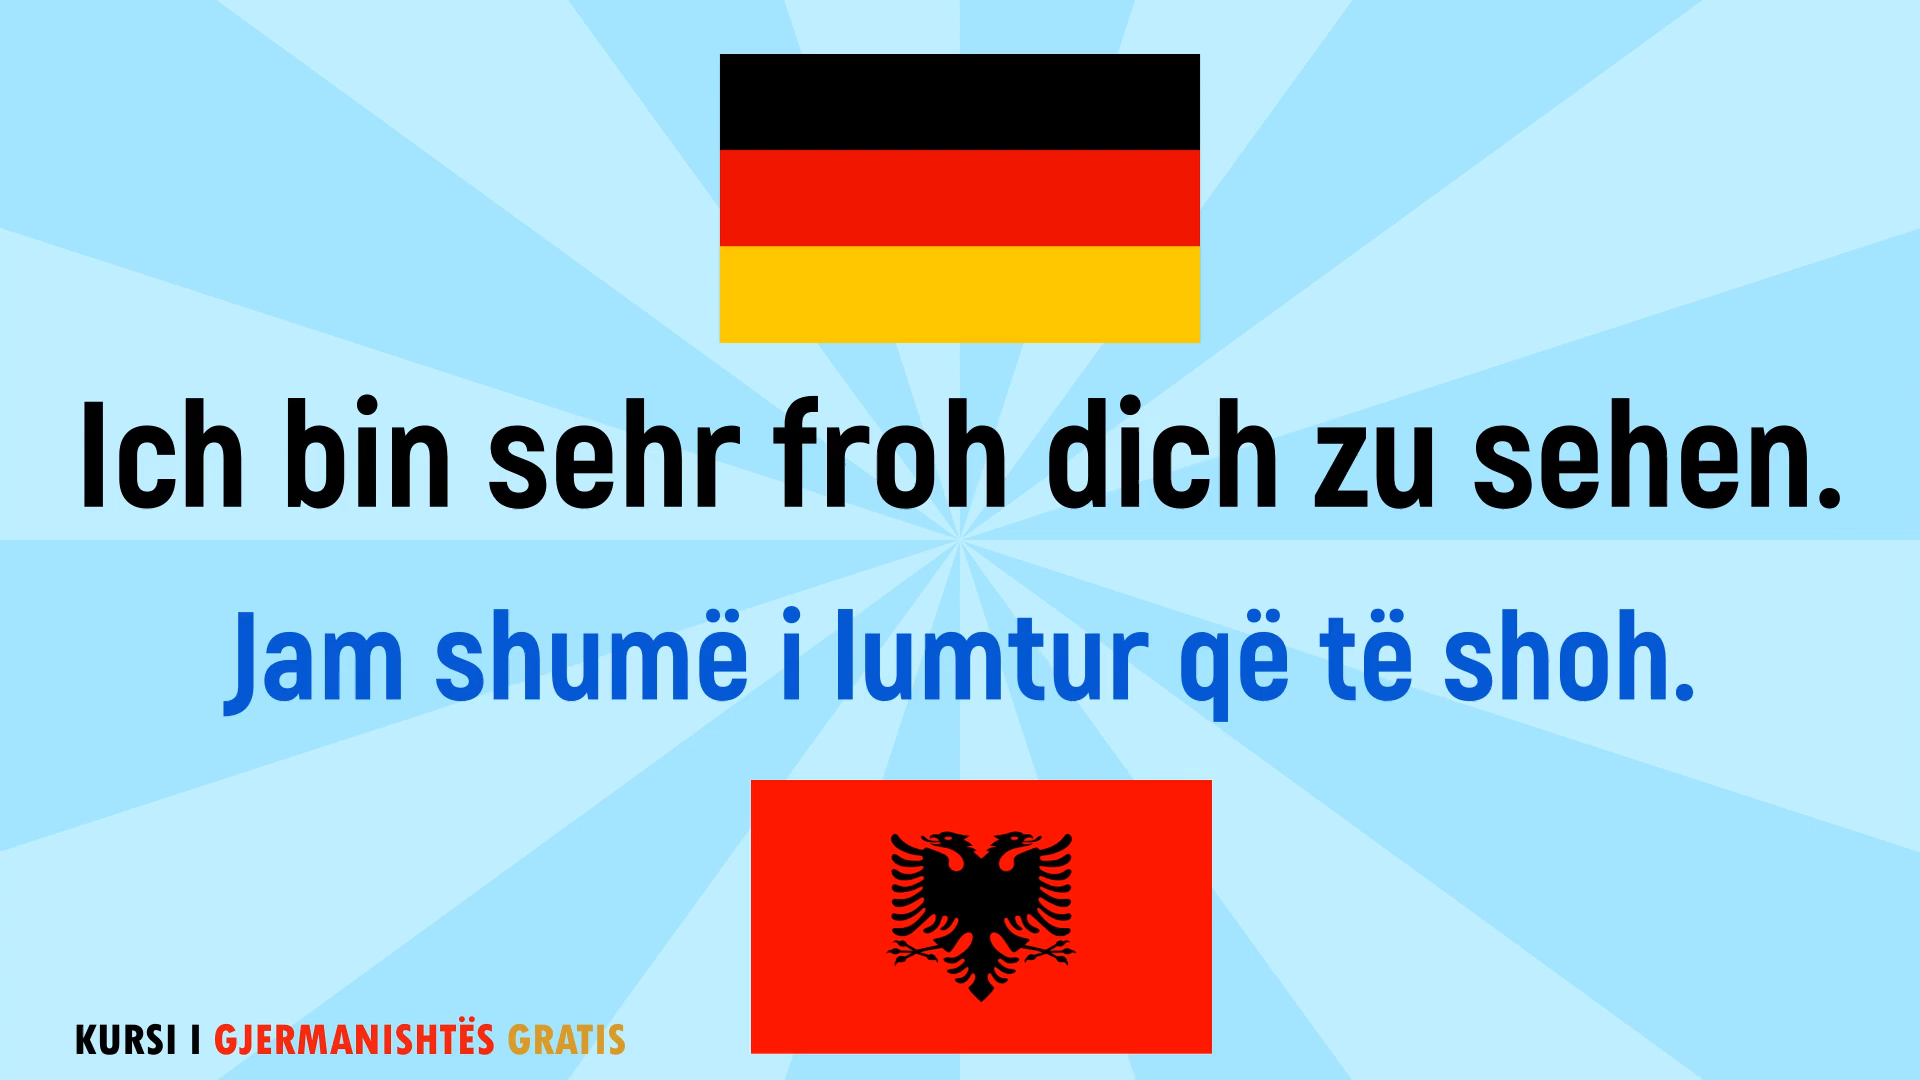 Ich bin sehr froh dich zu sehen.
Jam shumë i lumtur që të shoh.
KURSI I GJERMANISHTËS GRATIS